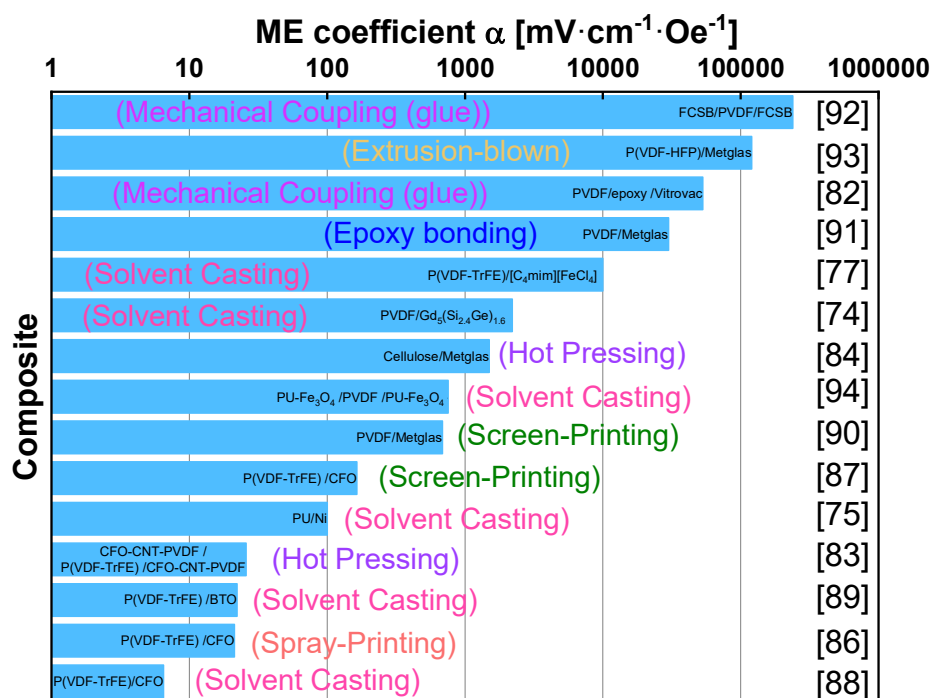 ME coefficient α [mV·cm⁻¹·Oe⁻¹]
1 10 100 1000 10000 100000 1000000
Composite
(Mechanical Coupling (glue)) FCSB/PVDF/FCSB [92]
(Extrusion-blown) P(VDF-HFP)/Metglas [93]
(Mechanical Coupling (glue)) PVDF/epoxy /Vitrovac [82]
(Epoxy bonding) PVDF/Metglas [91]
(Solvent Casting) P(VDF-TrFE)/[C₄mim][FeCl₄] [77]
(Solvent Casting) PVDF/Gd₅(Si₂.₄Ge)₁.₆ [74]
Cellulose/Metglas (Hot Pressing) [84]
PU-Fe₃O₄ /PVDF /PU-Fe₃O₄ (Solvent Casting) [94]
PVDF/Metglas (Screen-Printing) [90]
P(VDF-TrFE) /CFO (Screen-Printing) [87]
PU/Ni (Solvent Casting) [75]
CFO-CNT-PVDF /
P(VDF-TrFE) /CFO-CNT-PVDF (Hot Pressing) [83]
P(VDF-TrFE) /BTO (Solvent Casting) [89]
P(VDF-TrFE) /CFO (Spray-Printing) [86]
P(VDF-TrFE)/CFO (Solvent Casting) [88]